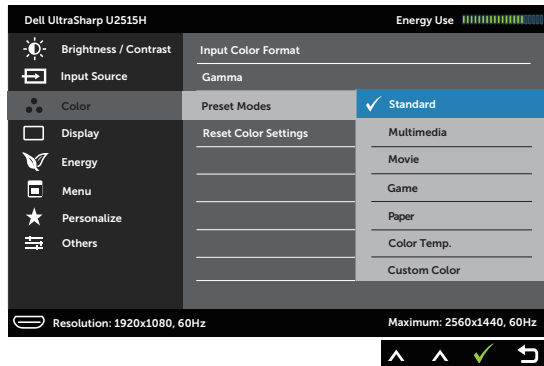 Dell UltraSharp U2515H Energy Use
Brightness / Contrast Input Color Format
Input Source Gamma
Color Preset Modes Standard
Display Reset Color Settings Multimedia
Energy Movie
Menu Game
Personalize Paper
Others Color Temp.
Custom Color
Resolution: 1920x1080, 60Hz Maximum: 2560x1440, 60Hz